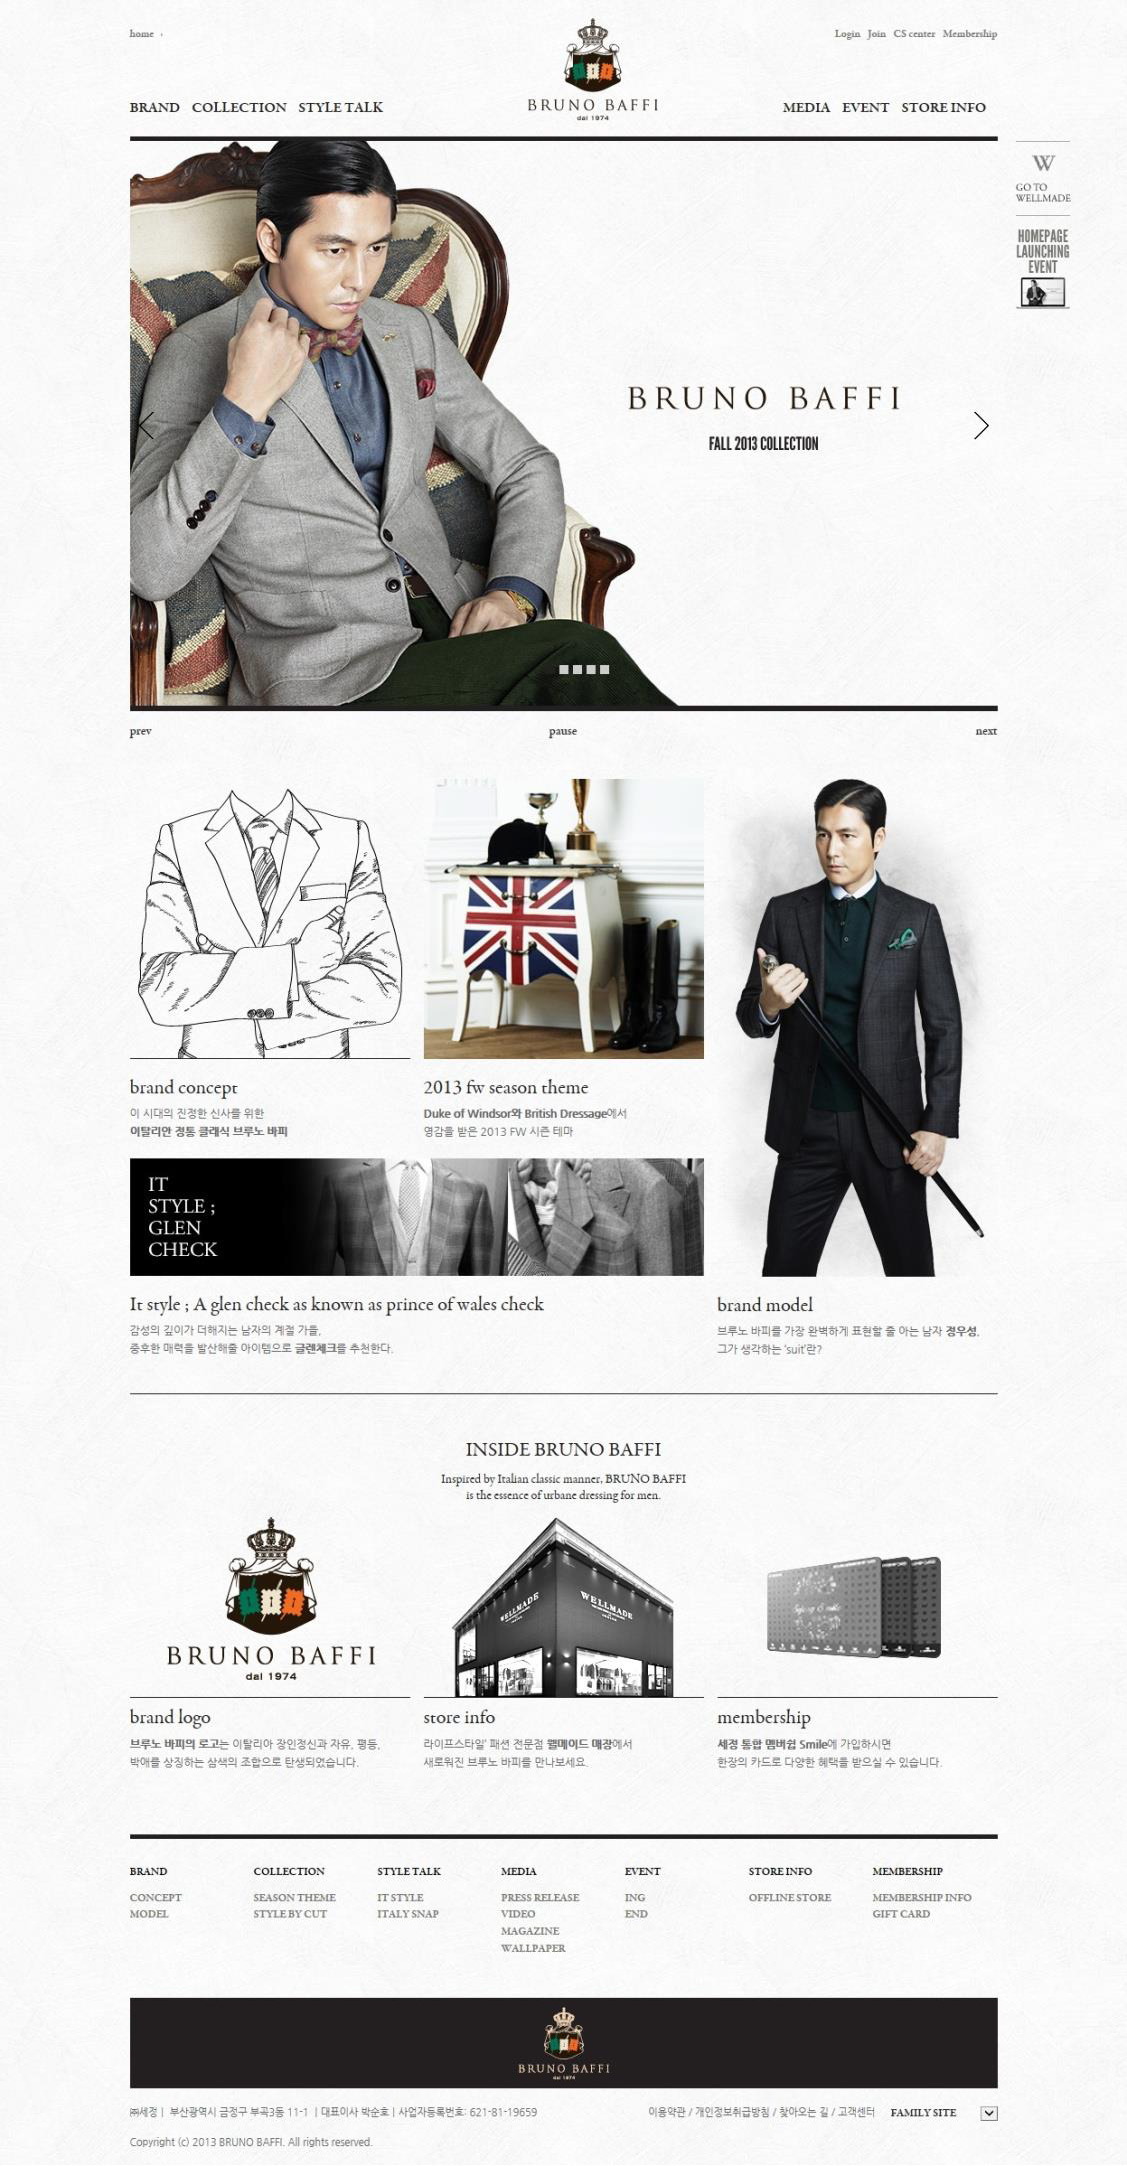 home ›
Login Join CS center Membership
BRUNO BAFFI
dal 1974
BRAND COLLECTION STYLE TALK
MEDIA EVENT STORE INFO
W
GO TO
WELLMADE
HOMEPAGE
LAUNCHING
EVENT
BRUNO BAFFI
FALL 2013 COLLECTION
prev
pause
next
brand concept
이 시대의 진정한 신사를 위한
이탈리안 정통 클래식 브루노 바피
2013 fw season theme
Duke of Windsor와 British Dressage에서
영감을 받은 2013 FW 시즌 테마
IT
STYLE ;
GLEN
CHECK
It style ; A glen check as known as prince of wales check
감성의 깊이가 더해지는 남자의 계절 가을,
중후한 매력을 발산해줄 아이템으로 글렌체크를 추천한다.
brand model
브루노 바피를 가장 완벽하게 표현할 줄 아는 남자 정우성,
그가 생각하는 'suit'란?
INSIDE BRUNO BAFFI
Inspired by Italian classic manner, BRUNO BAFFI
is the essence of urbane dressing for men.
BRUNO BAFFI
dal 1974
WELLMADE
WELLMADE
brand logo
브루노 바피의 로고는 이탈리아 장인정신과 자유, 평등,
박애를 상징하는 삼색의 조합으로 탄생되었습니다.
store info
라이프스타일' 패션 전문점 웰메이드 매장에서
새로워진 브루노 바피를 만나보세요.
membership
세정 통합 멤버쉽 Smile에 가입하시면
한장의 카드로 다양한 혜택을 받으실 수 있습니다.
BRAND
CONCEPT
MODEL
COLLECTION
SEASON THEME
STYLE BY CUT
STYLE TALK
IT STYLE
ITALY SNAP
MEDIA
PRESS RELEASE
VIDEO
MAGAZINE
WALLPAPER
EVENT
ING
END
STORE INFO
OFFLINE STORE
MEMBERSHIP
MEMBERSHIP INFO
GIFT CARD
BRUNO BAFFI
dal 1974
㈜세정 | 부산광역시 금정구 부곡3동 11-1 | 대표이사 박순호 | 사업자등록번호: 621-81-19659
이용약관 / 개인정보취급방침 / 찾아오는 길 / 고객센터 FAMILY SITE
Copyright (c) 2013 BRUNO BAFFI. All rights reserved.